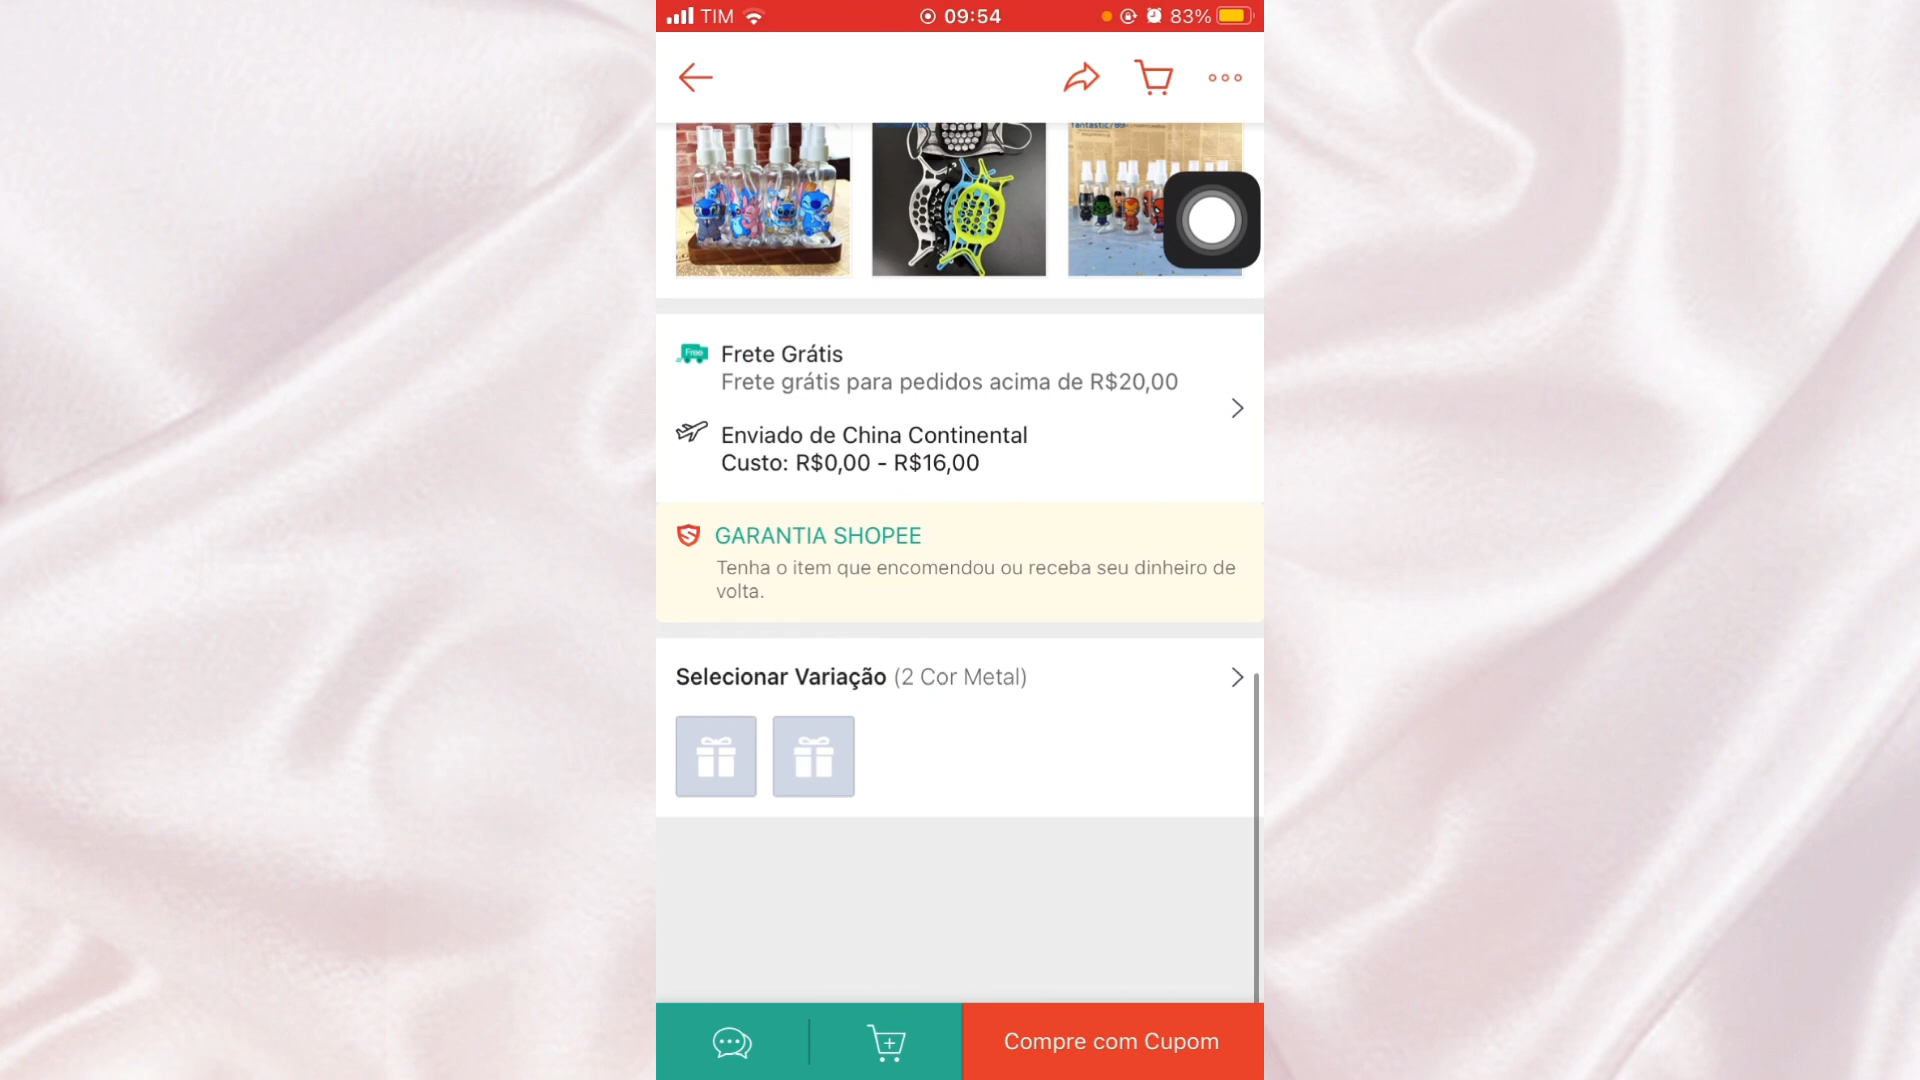 TIM
09:54
83%
fantastic789
Free
Frete Grátis
Frete grátis para pedidos acima de R$20,00
Enviado de China Continental
Custo: R$0,00 - R$16,00
GARANTIA SHOPEE
Tenha o item que encomendou ou receba seu dinheiro de
volta.
Selecionar Variação (2 Cor Metal)
Compre com Cupom